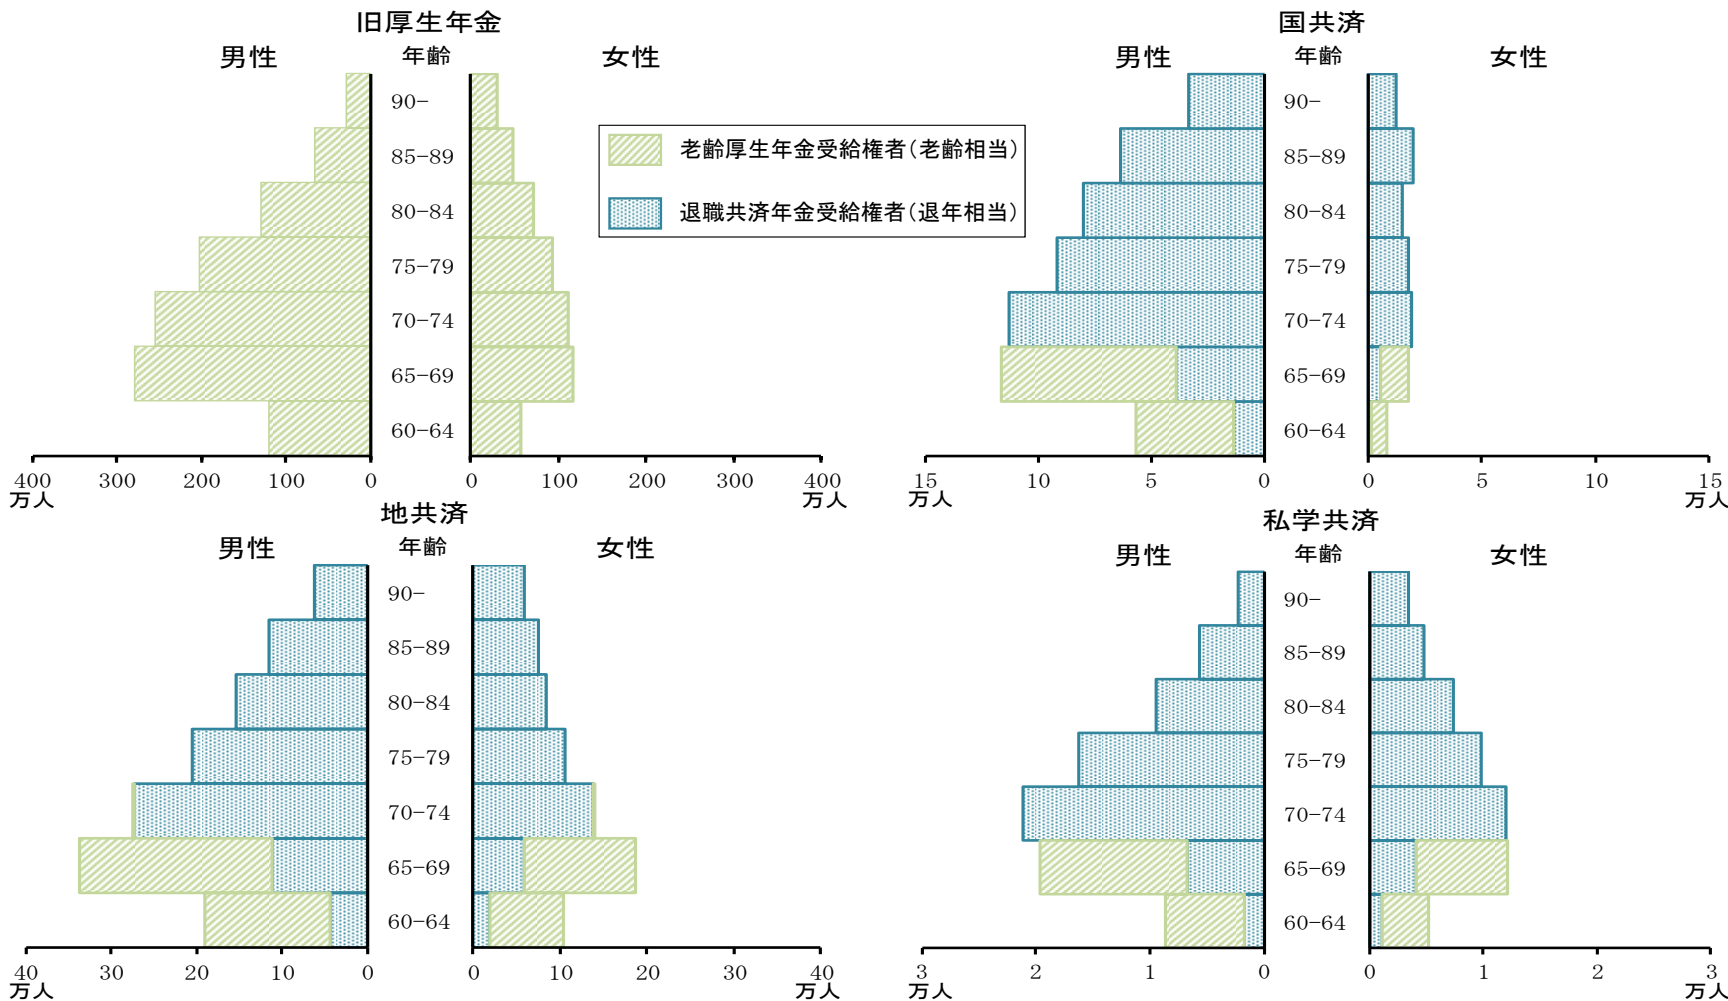 旧厚生年金
男性 年齢 女性
90-
85-89
80-84
75-79
70-74
65-69
60-64
400 300 200 100 0 0 100 200 300 400
万人 万人
老齢厚生年金受給権者（老齢相当）
退職共済年金受給権者（退年相当）
国共済
男性 年齢 女性
90-
85-89
80-84
75-79
70-74
65-69
60-64
15 10 5 0 0 5 10 15
万人 万人
地共済
男性 年齢 女性
90-
85-89
80-84
75-79
70-74
65-69
60-64
40 30 20 10 0 0 10 20 30 40
万人 万人
私学共済
男性 年齢 女性
90-
85-89
80-84
75-79
70-74
65-69
60-64
3 2 1 0 0 1 2 3
万人 万人